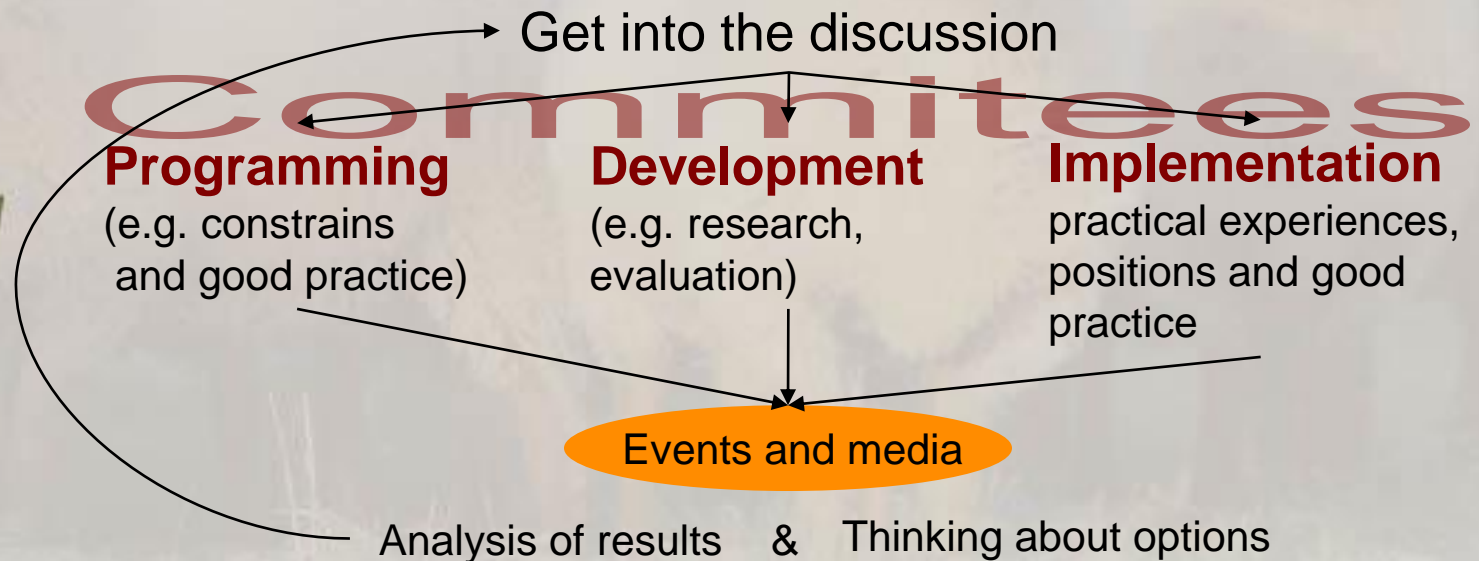 Get into the discussion
Commitees
Programming
(e.g. constrains
and good practice)
Development
(e.g. research,
evaluation)
Implementation
practical experiences,
positions and good
practice
Events and media
Analysis of results & Thinking about options